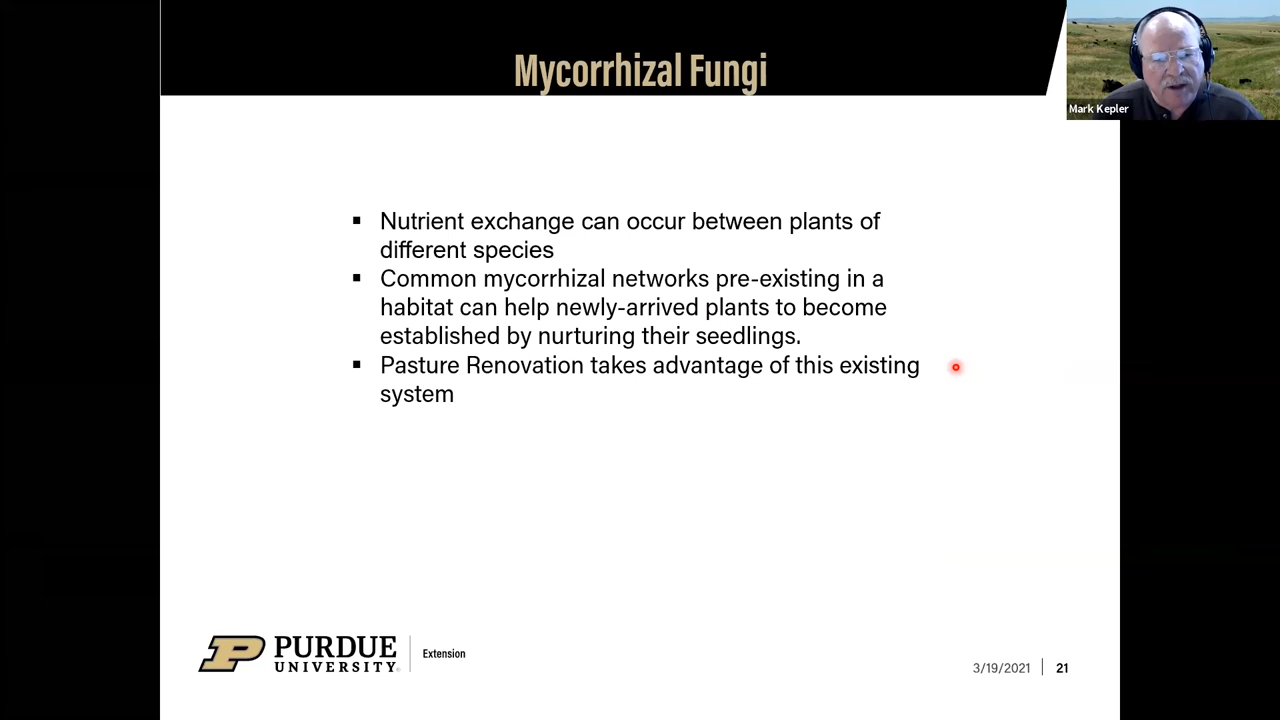 Mycorrhizal Fungi
Mark Kepler
▪ Nutrient exchange can occur between plants of
different species
▪ Common mycorrhizal networks pre-existing in a
habitat can help newly-arrived plants to become
established by nurturing their seedlings.
▪ Pasture Renovation takes advantage of this existing
system
P PURDUE
UNIVERSITY®
Extension
3/19/2021 | 21